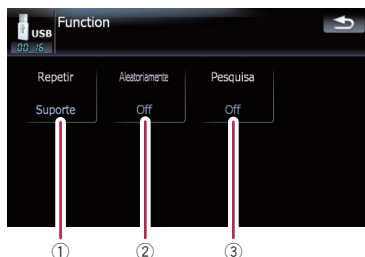 Function
USB
00 16
Repetir Aleatoriamente Pesquisa
Suporte Off Off
① ② ③